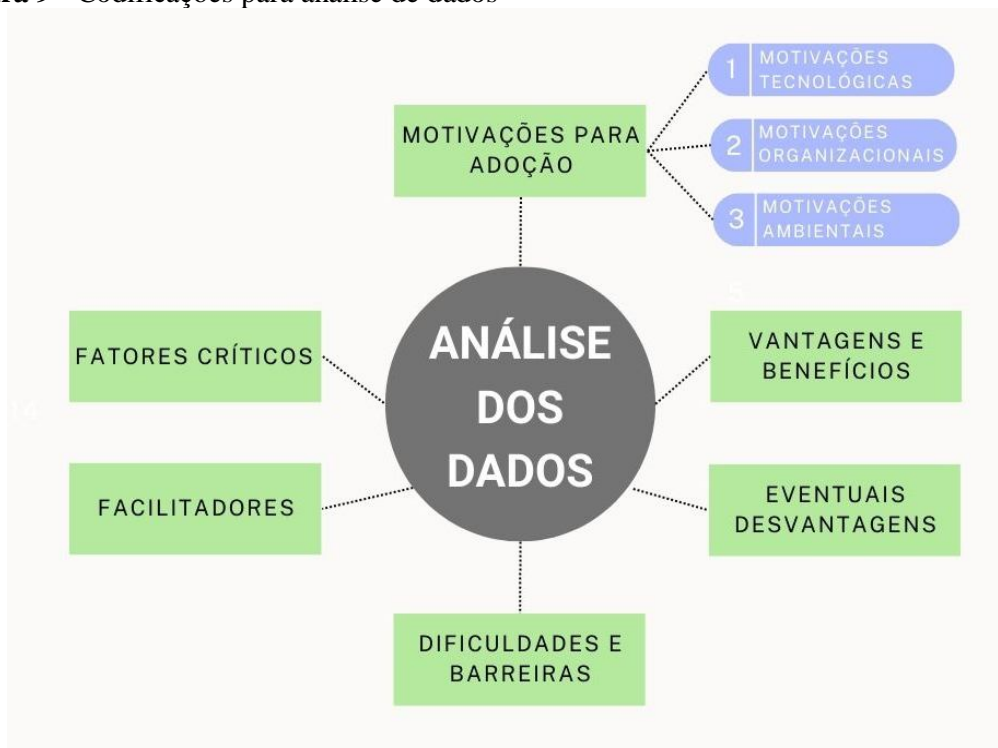 Codificações para análise de dados
1 MOTIVAÇÕES
TECNOLÓGICAS
MOTIVAÇÕES PARA
ADOÇÃO
2 MOTIVAÇÕES
ORGANIZACIONAIS
3 MOTIVAÇÕES
AMBIENTAIS
5
FATORES CRÍTICOS
ANÁLISE
DOS
DADOS
VANTAGENS E
BENEFÍCIOS
14
FACILITADORES
EVENTUAIS
DESVANTAGENS
DIFICULDADES E
BARREIRAS